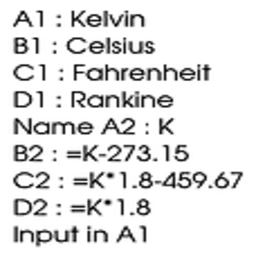 A1 : Kelvin
B1 : Celsius
C1 : Fahrenheit
D1 : Rankine
Name A2 : K
B2 : =K-273.15
C2 : =K*1.8-459.67
D2 : =K*1.8
Input in A1